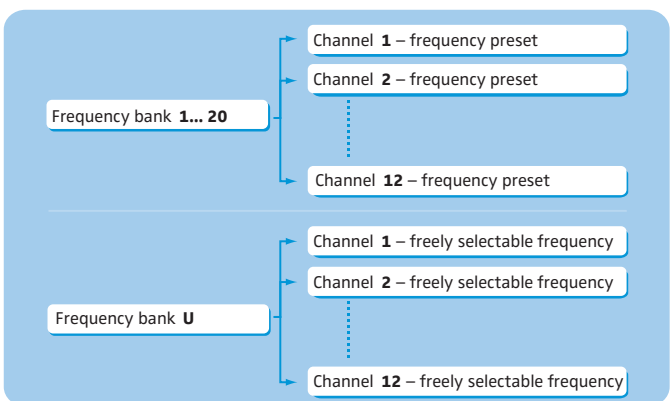 Channel 1 – frequency preset
Channel 2 – frequency preset
Frequency bank 1... 20
Channel 12 – frequency preset
Channel 1 – freely selectable frequency
Channel 2 – freely selectable frequency
Frequency bank U
Channel 12 – freely selectable frequency